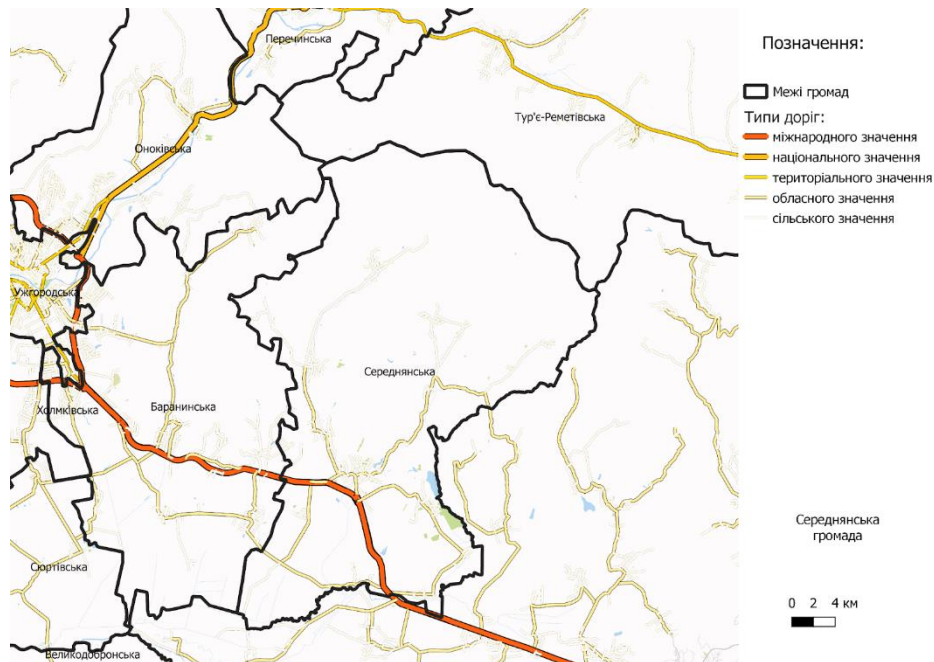 Перечинська
Тур'є-Реметівська
Оноківська
Ужгородська
Середнянська
Холмківська
Баранинська
Сюртівська
Великодобронська
Позначення:
Межі громад
Типи доріг:
міжнародного значення
національного значення
територіального значення
обласного значення
сільського значення
Середнянська
громада
0 2 4 км